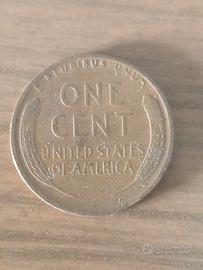 E PLURIBUS UNUM
ONE
CENT
UNITED STATES
OF AMERICA